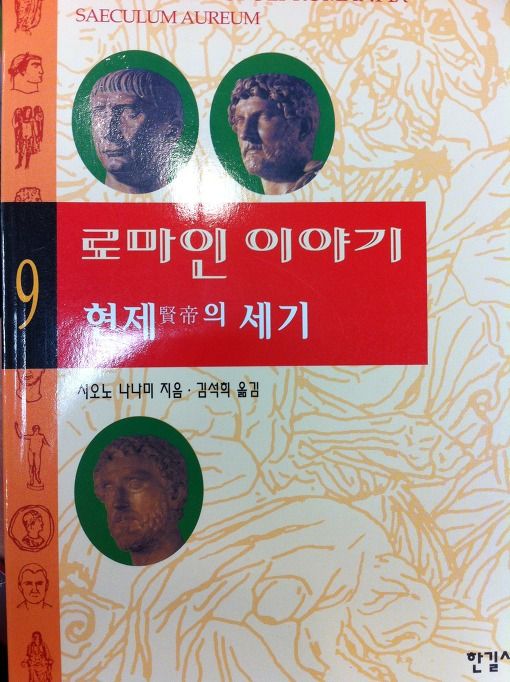 SAECULUM AUREUM
9
로마인 이야기
현제賢帝의 세기
시오노 나나미 지음·김석희 옮김
한길